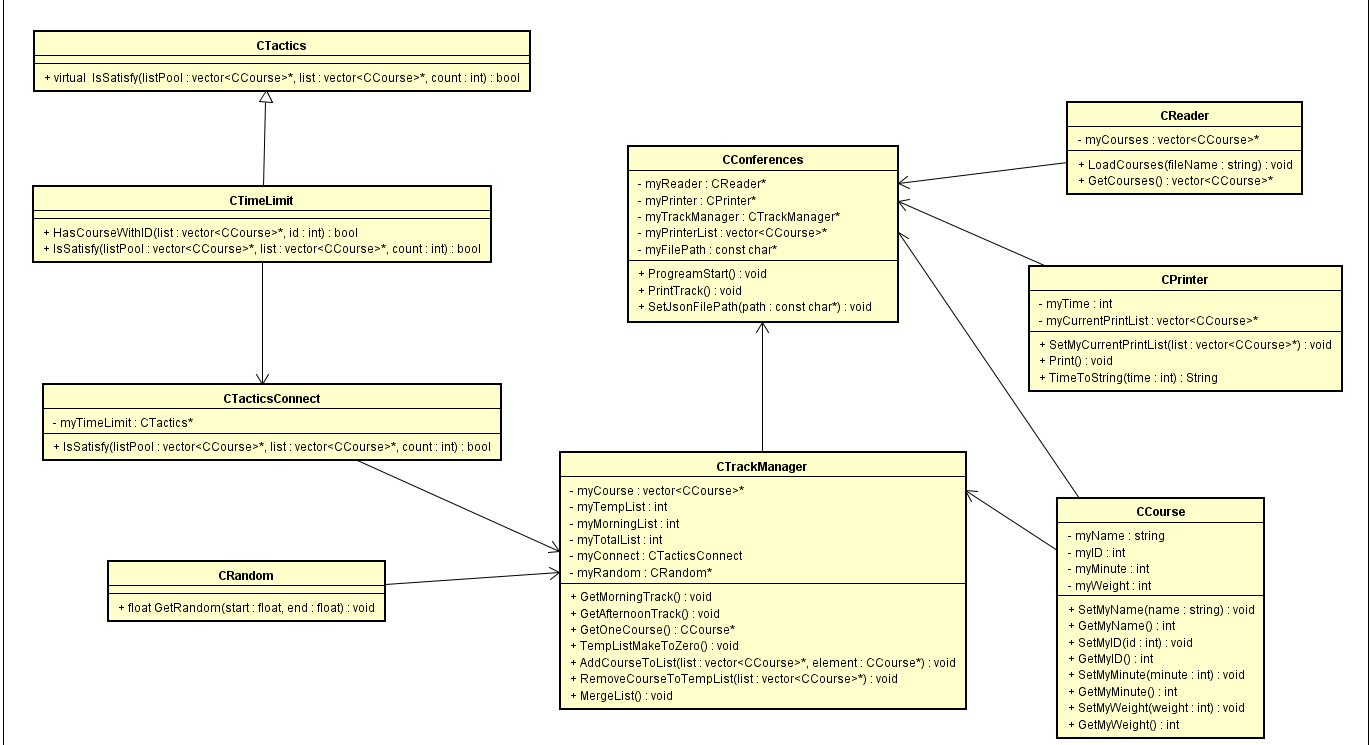 CTactics
+ virtual IsSatisfy(listPool : vector<CCourse>*, list : vector<CCourse>*, count : int) : bool
CTimeLimit
+ HasCourseWithID(list : vector<CCourse>*, id : int) : bool
+ IsSatisfy(listPool : vector<CCourse>*, list : vector<CCourse>*, count : int) : bool
CTacticsConnect
- myTimeLimit : CTactics*
+ IsSatisfy(listPool : vector<CCourse>*, list : vector<CCourse>*, count : int) : bool
CRandom
+ float GetRandom(start : float, end : float) : void
CConferences
- myReader : CReader*
- myPrinter : CPrinter*
- myTrackManager : CTrackManager*
- myPrinterList : vector<CCourse>*
- myFilePath : const char*
+ ProgreamStart() : void
+ PrintTrack() : void
+ SetJsonFilePath(path : const char*) : void
CTrackManager
- myCourse : vector<CCourse>*
- myTempList : int
- myMorningList : int
- myTotalList : int
- myConnect : CTacticsConnect
- myRandom : CRandom*
+ GetMorningTrack() : void
+ GetAfternoonTrack() : void
+ GetOneCourse() : CCourse*
+ TempListMakeToZero() : void
+ AddCourseToList(list : vector<CCourse>*, element : CCourse*) : void
+ RemoveCourseToTempList(list : vector<CCourse>*) : void
+ MergeList() : void
CReader
- myCourses : vector<CCourse>*
+ LoadCourses(fileName : string) : void
+ GetCourses() : vector<CCourse>*
CPrinter
- myTime : int
- myCurrentPrintList : vector<CCourse>*
+ SetMyCurrentPrintList(list : vector<CCourse>*) : void
+ Print() : void
+ TimeToString(time : int) : String
CCourse
- myName : string
- myID : int
- myMinute : int
- myWeight : int
+ SetMyName(name : string) : void
+ GetMyName() : int
+ SetMyID(id : int) : void
+ GetMyID() : int
+ SetMyMinute(minute : int) : void
+ GetMyMinute() : int
+ SetMyWeight(weight : int) : void
+ GetMyWeight() : int